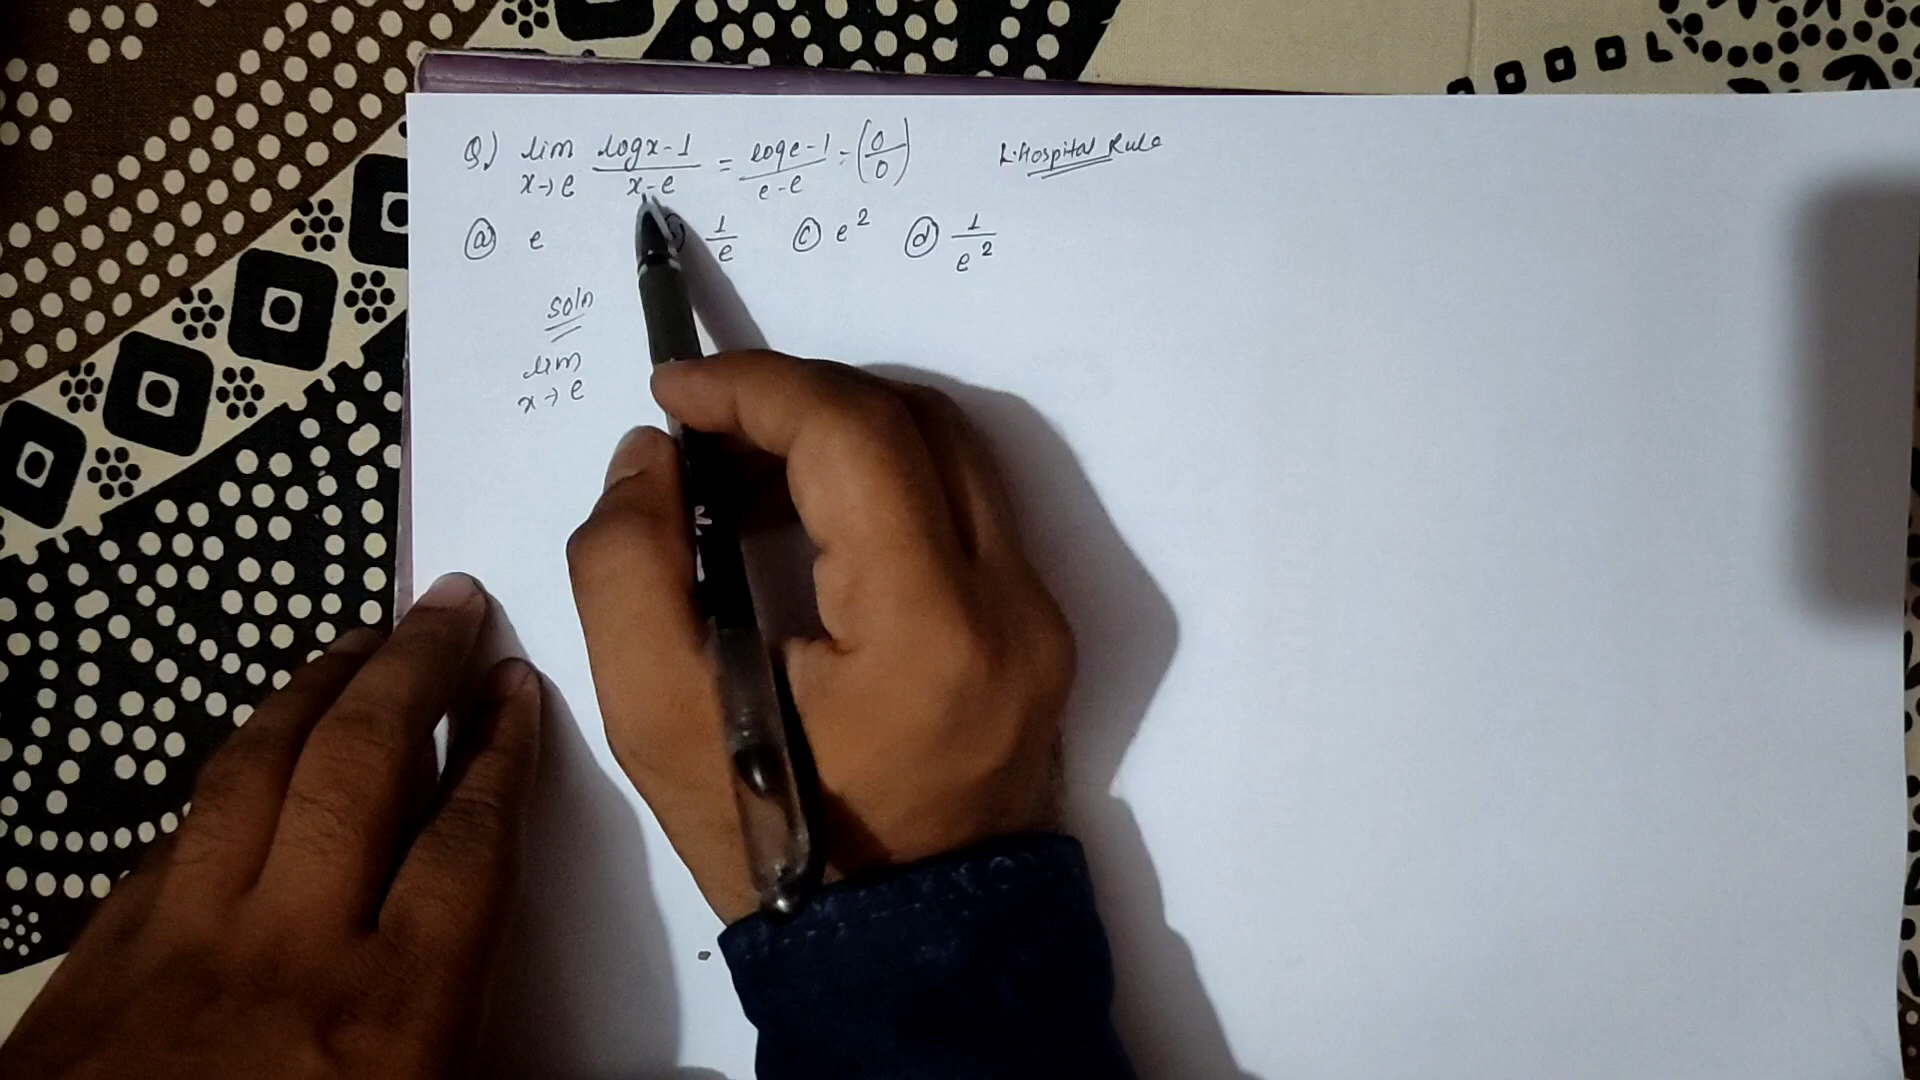 Q) lim x→e (log x - 1)/(x - e) = (log e - 1)/(e - e) = (0/0) L-Hospital Rule
ⓐ e 1/e ⓒ e² ⓓ 1/e²
soln
lim x→e